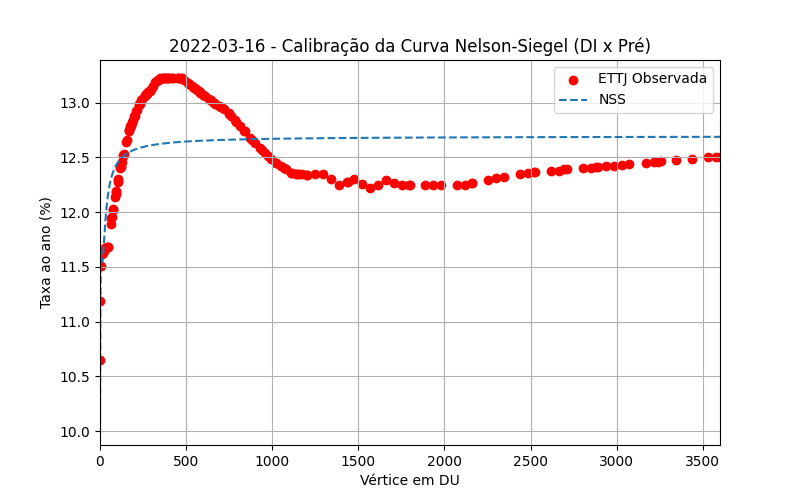 2022-03-16 - Calibração da Curva Nelson-Siegel (DI x Pré)
ETTJ Observada
NSS
Taxa ao ano (%)
13.0
12.5
12.0
11.5
11.0
10.5
10.0
0 500 1000 1500 2000 2500 3000 3500
Vértice em DU